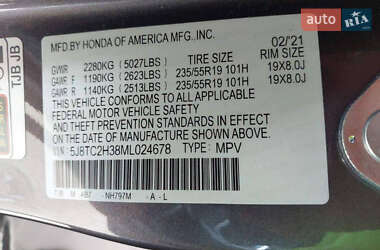 AUTO RIA
.com
TJB JB
MFD.BY HONDA OF AMERICA MFG.,INC. 02/'21
TIRE SIZE RIM SIZE
GVWR 2280KG (5027LBS)
GAWR F 1190KG (2623LBS) 235/55R19 101H 19X8.0J
GAWR R 1140KG (2513LBS) 235/55R19 101H 19X8.0J
THIS VEHICLE CONFORMS TO ALL APPLICABLE
FEDERAL MOTOR VEHICLE SAFETY
AND THEFT PREVENTION STANDARDS IN EFFECT
ON THE DATE OF MANUFACTURE SHOWN ABOVE.
VIN: 5J8TC2H38ML024678 TYPE: MPV
NH797M -A-L